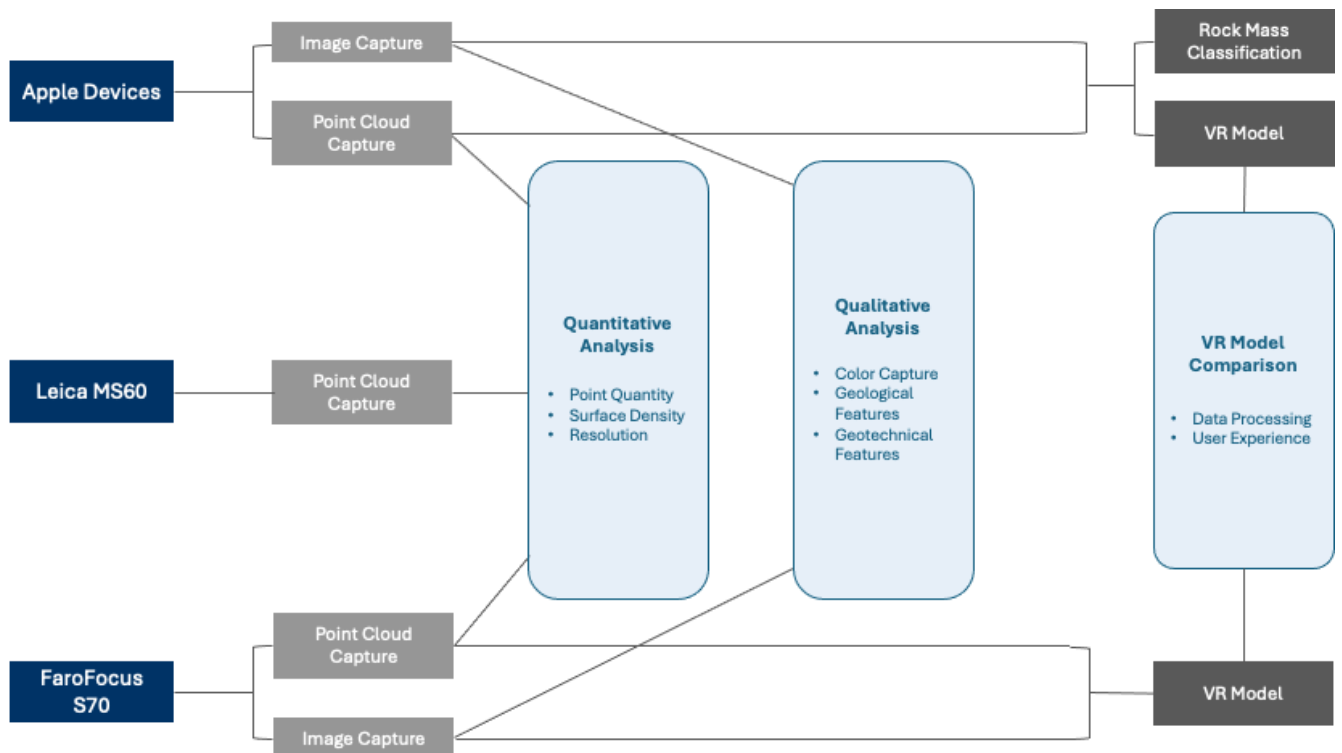 Apple Devices
Image Capture
Point Cloud
Capture
Rock Mass
Classification
VR Model
Leica MS60
Point Cloud
Capture
Quantitative
Analysis
• Point Quantity
• Surface Density
• Resolution
Qualitative
Analysis
• Color Capture
• Geological
Features
• Geotechnical
Features
VR Model
Comparison
• Data Processing
• User Experience
FaroFocus
S70
Point Cloud
Capture
Image Capture
VR Model